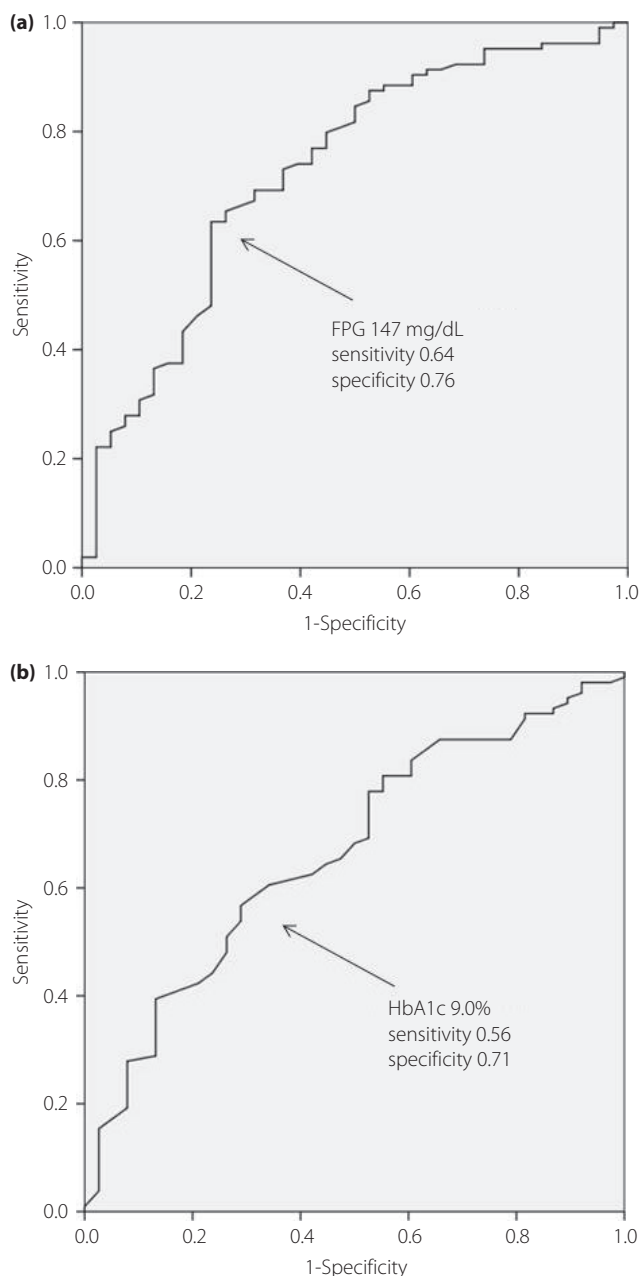 (a)
1.0
0.8
0.6
0.4
0.2
0.0
Sensitivity
FPG 147 mg/dL
sensitivity 0.64
specificity 0.76
0.0 0.2 0.4 0.6 0.8 1.0
1-Specificity
(b)
1.0
0.8
0.6
0.4
0.2
0.0
Sensitivity
HbA1c 9.0%
sensitivity 0.56
specificity 0.71
0.0 0.2 0.4 0.6 0.8 1.0
1-Specificity